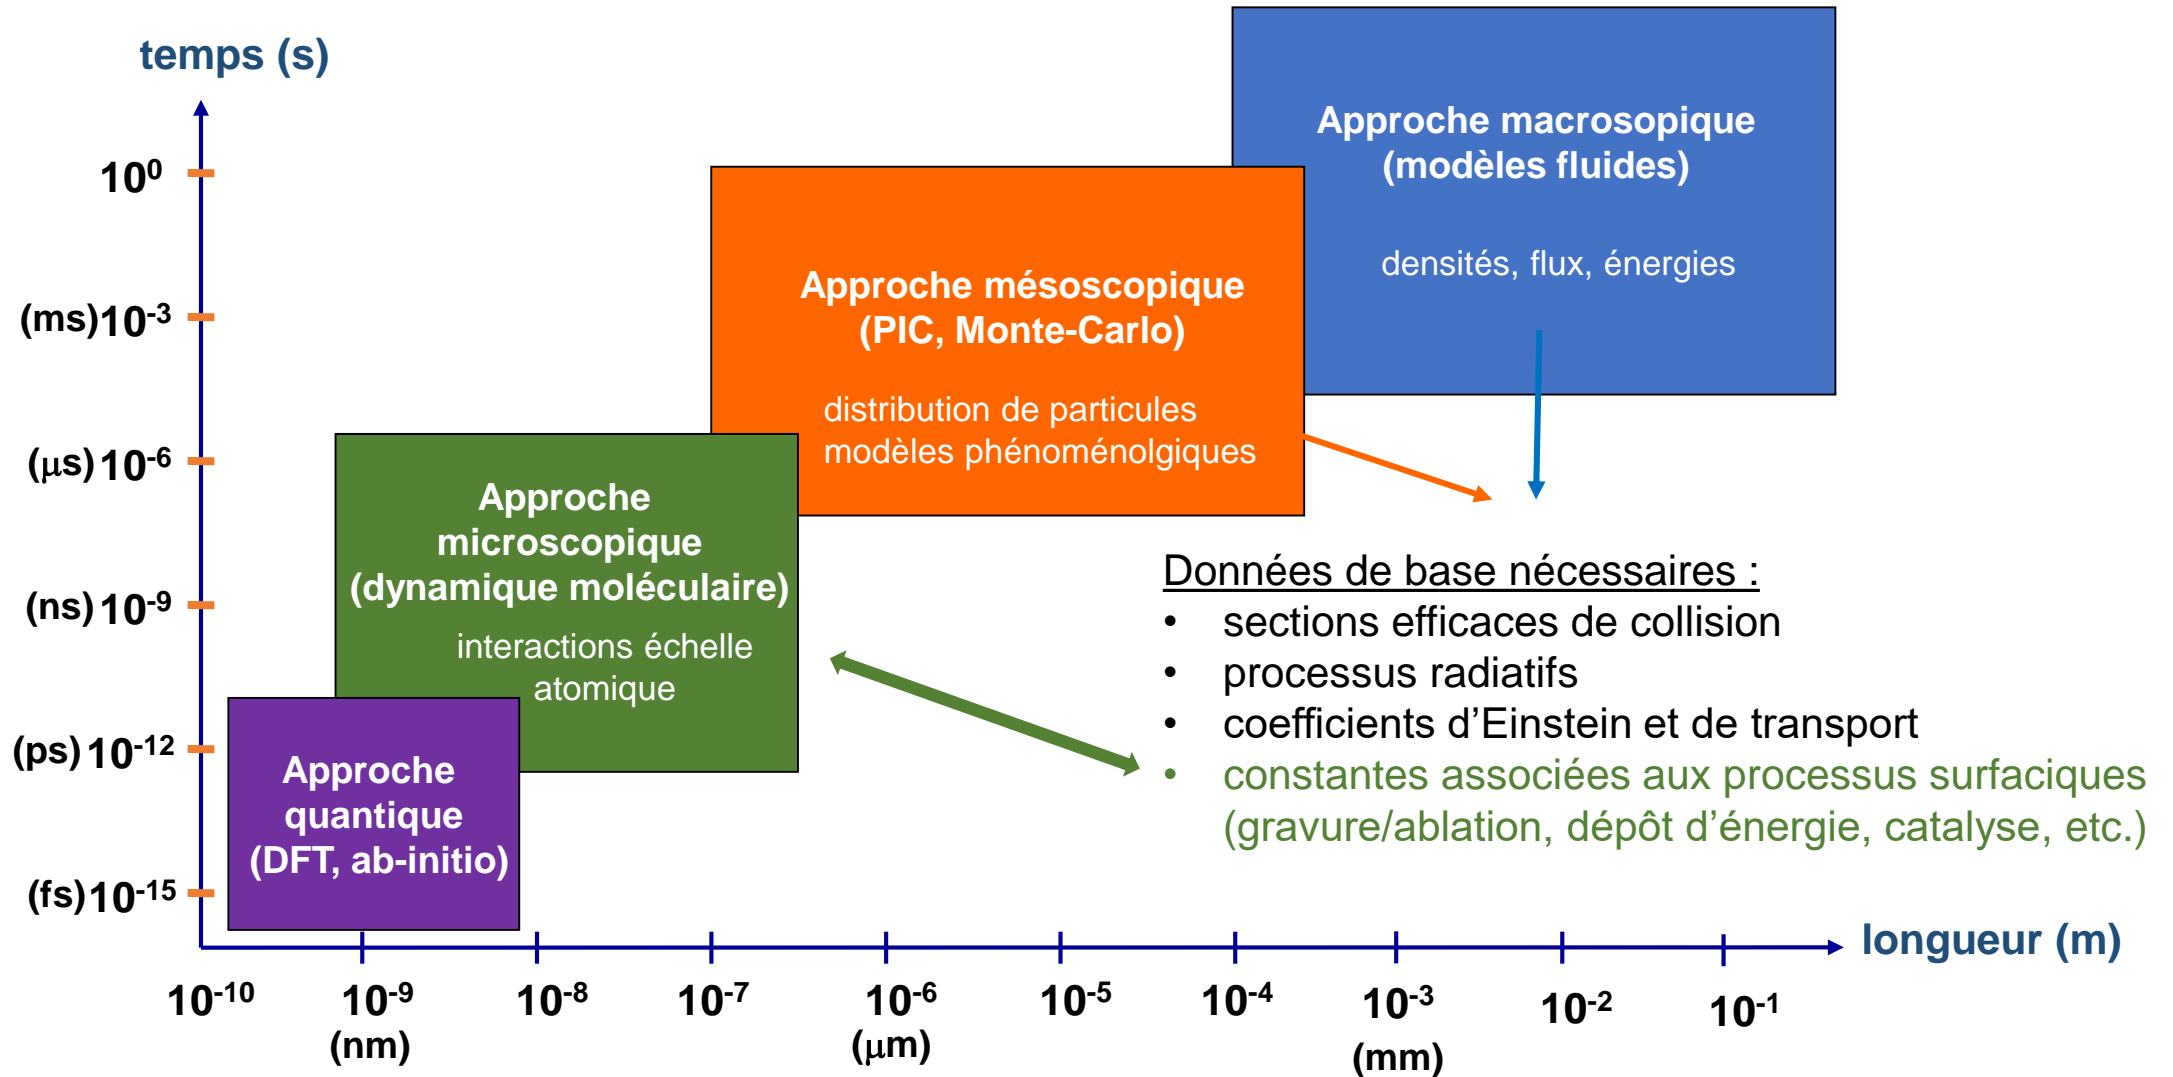 temps (s)
10⁰
(ms)10⁻³
(μs)10⁻⁶
(ns)10⁻⁹
(ps)10⁻¹²
(fs)10⁻¹⁵
Approche macrosopique
(modèles fluides)
densités, flux, énergies
Approche mésoscopique
(PIC, Monte-Carlo)
distribution de particules
modèles phénoménolgiques
Approche
microscopique
(dynamique moléculaire)
interactions échelle
atomique
Approche
quantique
(DFT, ab-initio)
Données de base nécessaires :
• sections efficaces de collision
• processus radiatifs
• coefficients d’Einstein et de transport
• constantes associées aux processus surfaciques
(gravure/ablation, dépôt d’énergie, catalyse, etc.)
longueur (m)
10⁻¹⁰ 10⁻⁹ 10⁻⁸ 10⁻⁷ 10⁻⁶ 10⁻⁵ 10⁻⁴ 10⁻³ 10⁻² 10⁻¹
(nm) (μm) (mm)